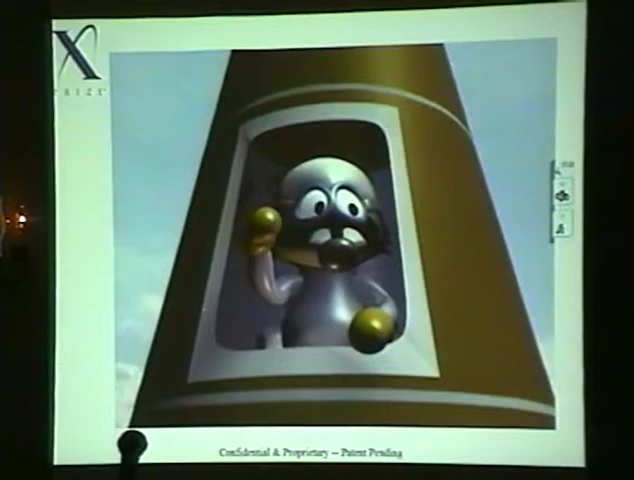 X
PRIZE
Confidential & Proprietary -- Patent Pending